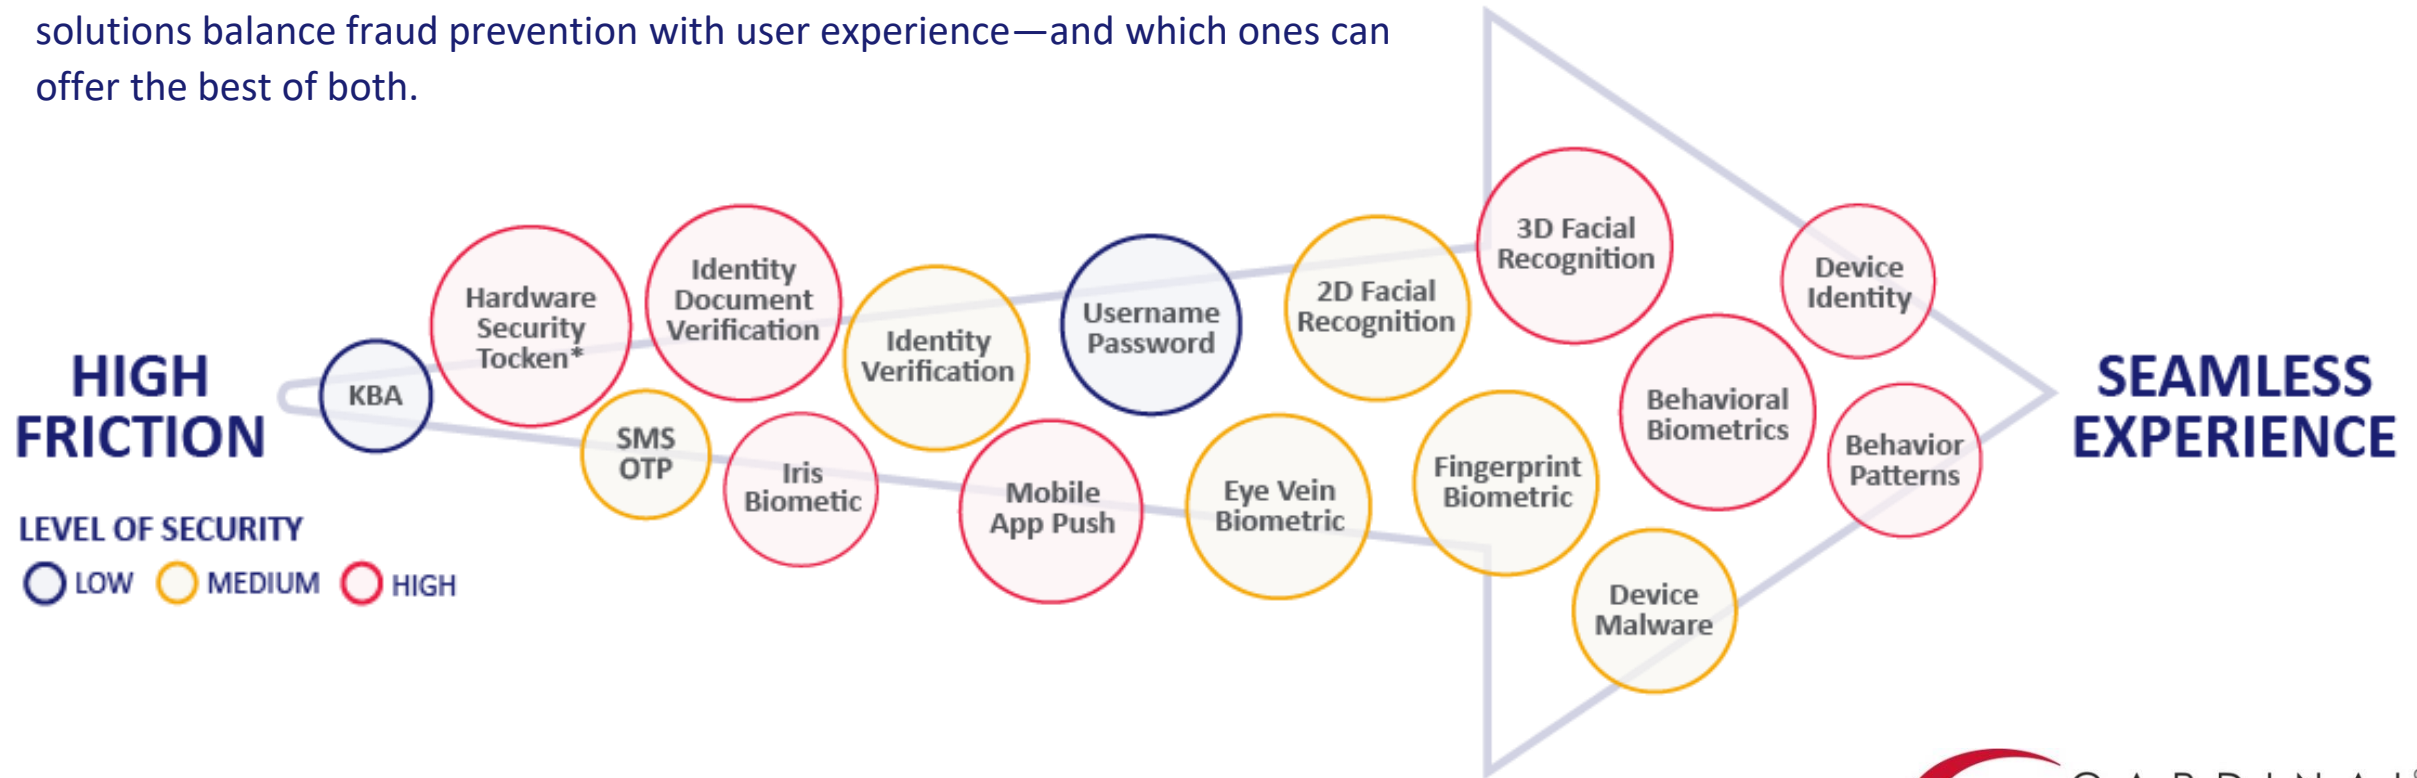 solutions balance fraud prevention with user experience—and which ones can
offer the best of both.
HIGH
FRICTION
KBA
Hardware
Security
Tocken*
SMS
OTP
Identity
Document
Verification
Iris
Biometic
Identity
Verification
Mobile
App Push
Username
Password
Eye Vein
Biometric
2D Facial
Recognition
Fingerprint
Biometric
3D Facial
Recognition
Device
Malware
Behavioral
Biometrics
Device
Identity
Behavior
Patterns
SEAMLESS
EXPERIENCE
LEVEL OF SECURITY
LOW MEDIUM HIGH